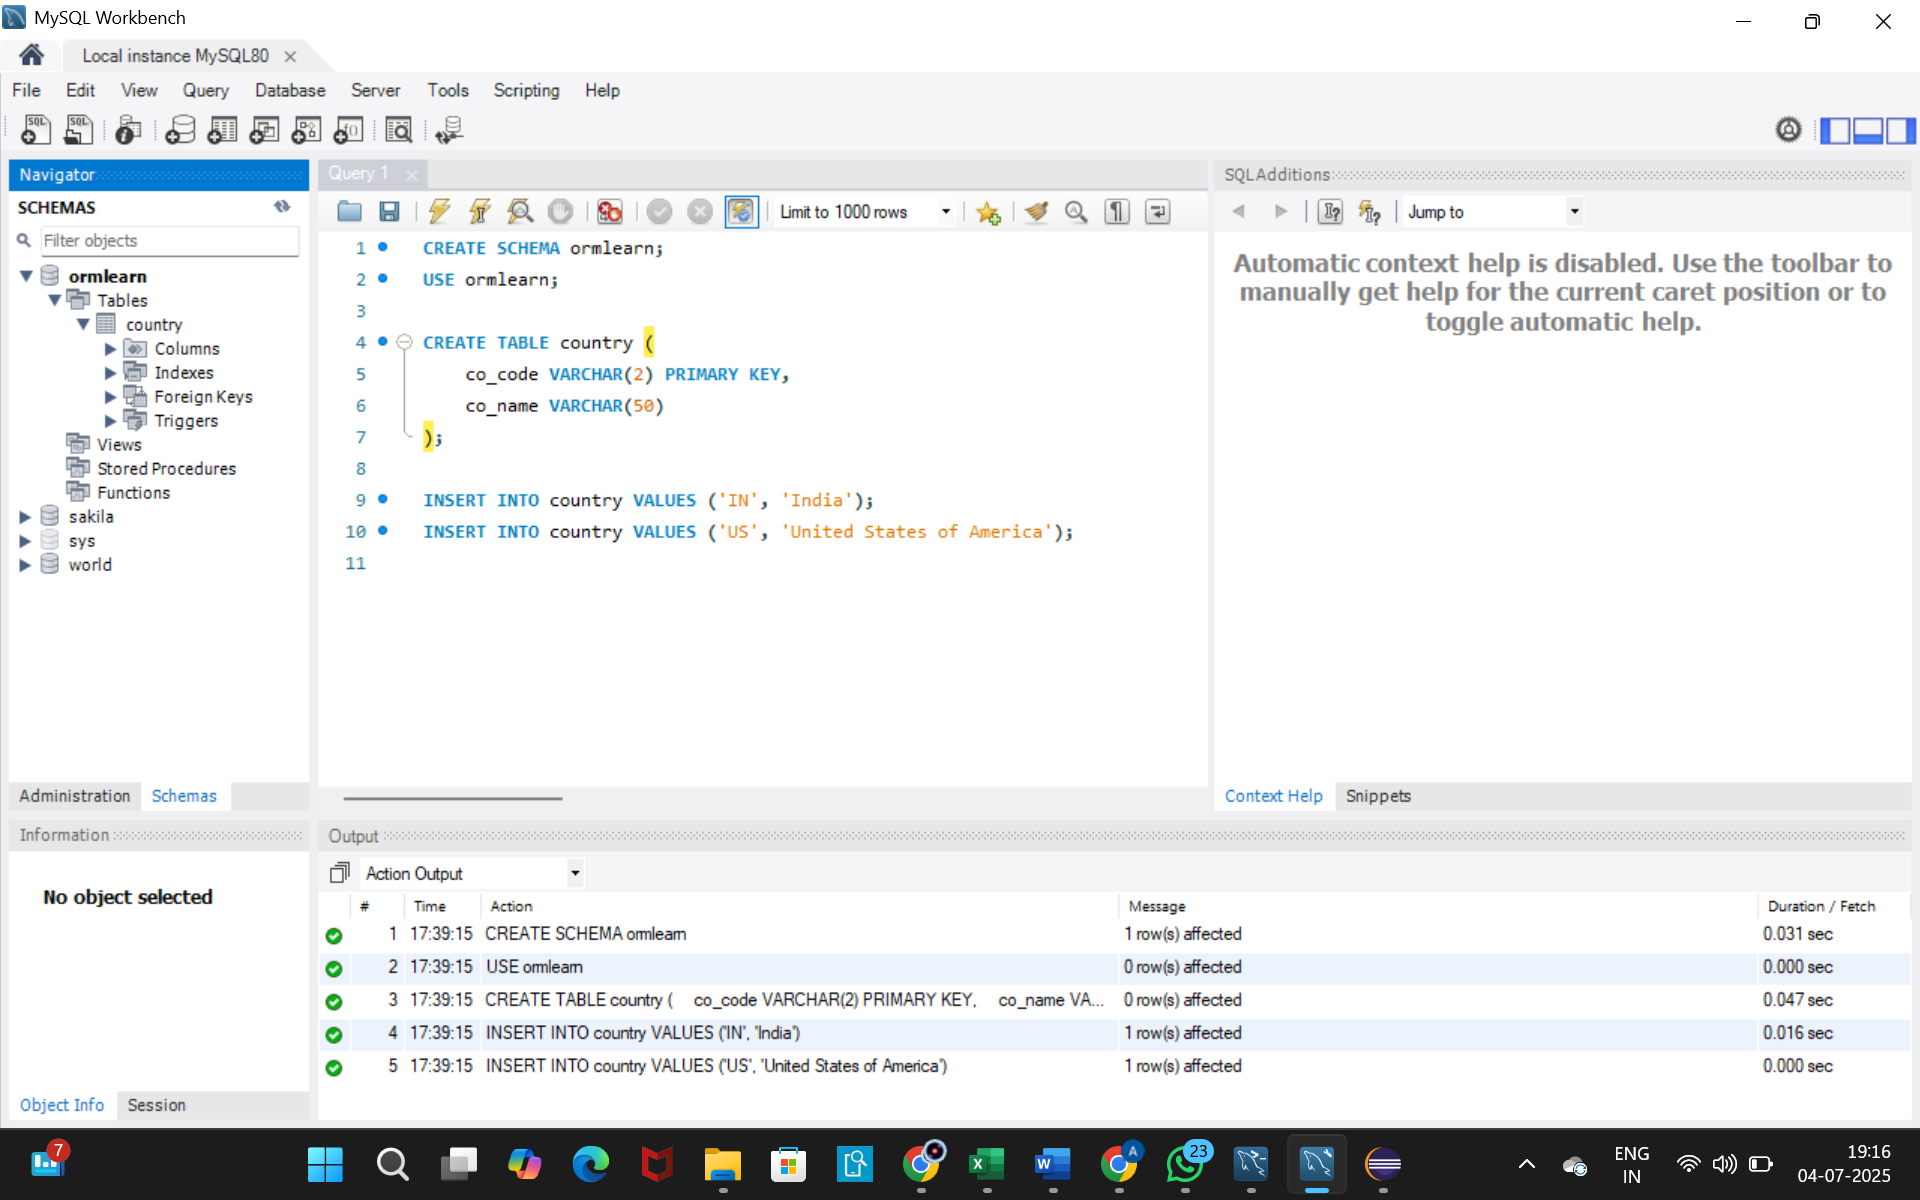 MySQL Workbench
Local instance MySQL80
File Edit View Query Database Server Tools Scripting Help
Navigator
SCHEMAS
Filter objects
ormlearn
Tables
country
Columns
Indexes
Foreign Keys
Triggers
Views
Stored Procedures
Functions
sakila
sys
world
Administration Schemas
Information
No object selected
Object Info Session
Query 1
Limit to 1000 rows
1 CREATE SCHEMA ormlearn;
2 USE ormlearn;
3
4 CREATE TABLE country (
5 co_code VARCHAR(2) PRIMARY KEY,
6 co_name VARCHAR(50)
7 );
8
9 INSERT INTO country VALUES ('IN', 'India');
10 INSERT INTO country VALUES ('US', 'United States of America');
11
SQLAdditions
Jump to
Automatic context help is disabled. Use the toolbar to
manually get help for the current caret position or to
toggle automatic help.
Context Help Snippets
Output
Action Output
# Time Action Message Duration / Fetch
1 17:39:15 CREATE SCHEMA ormlearn 1 row(s) affected 0.031 sec
2 17:39:15 USE ormlearn 0 row(s) affected 0.000 sec
3 17:39:15 CREATE TABLE country ( co_code VARCHAR(2) PRIMARY KEY, co_name VA... 0 row(s) affected 0.047 sec
4 17:39:15 INSERT INTO country VALUES ('IN', 'India') 1 row(s) affected 0.016 sec
5 17:39:15 INSERT INTO country VALUES ('US', 'United States of America') 1 row(s) affected 0.000 sec
7
A
23
ENG
IN
19:16
04-07-2025